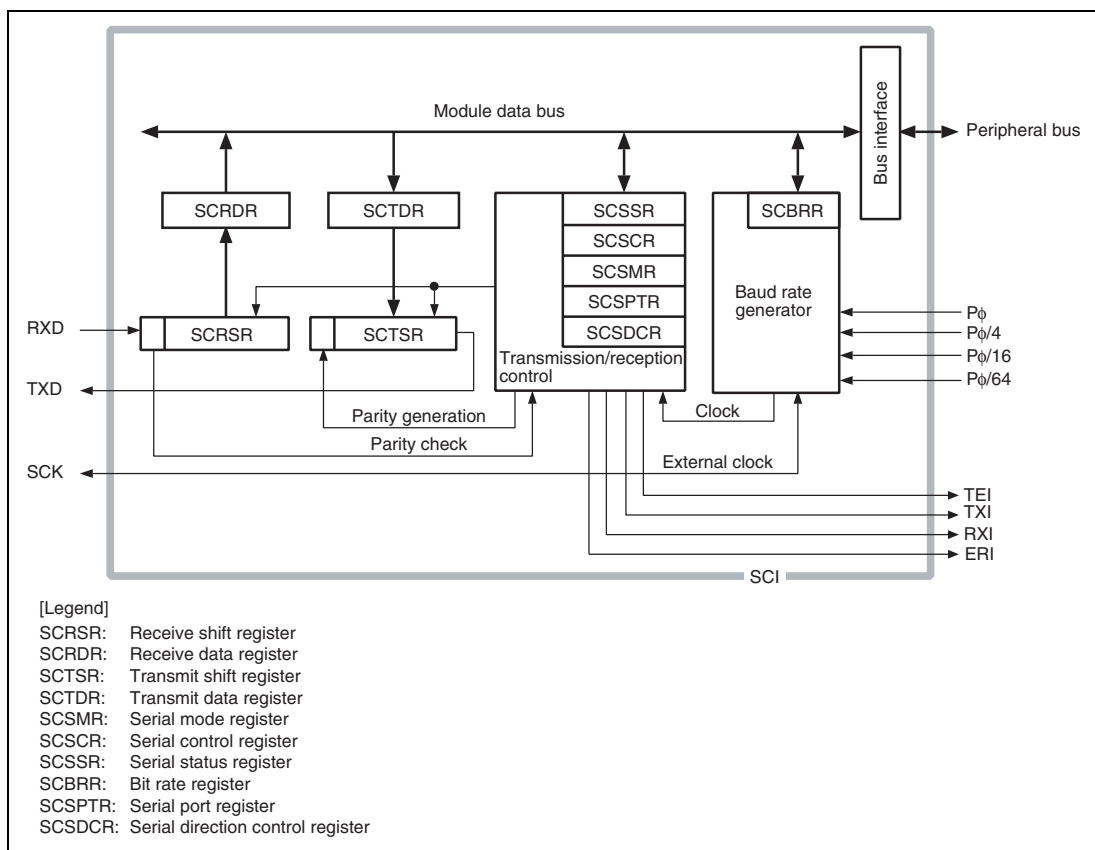 Module data bus
Bus interface
Peripheral bus
SCRDR
SCTDR
SCSSR
SCSCR
SCSMR
SCSPTR
SCSDCR
Transmission/reception
control
SCBRR
Baud rate
generator
RXD
SCRSR
SCTSR
TXD
Pϕ
Pϕ/4
Pϕ/16
Pϕ/64
Parity generation
Parity check
Clock
External clock
SCK
TEI
TXI
RXI
ERI
SCI
[Legend]
SCRSR: Receive shift register
SCRDR: Receive data register
SCTSR: Transmit shift register
SCTDR: Transmit data register
SCSMR: Serial mode register
SCSCR: Serial control register
SCSSR: Serial status register
SCBRR: Bit rate register
SCSPTR: Serial port register
SCSDCR: Serial direction control register